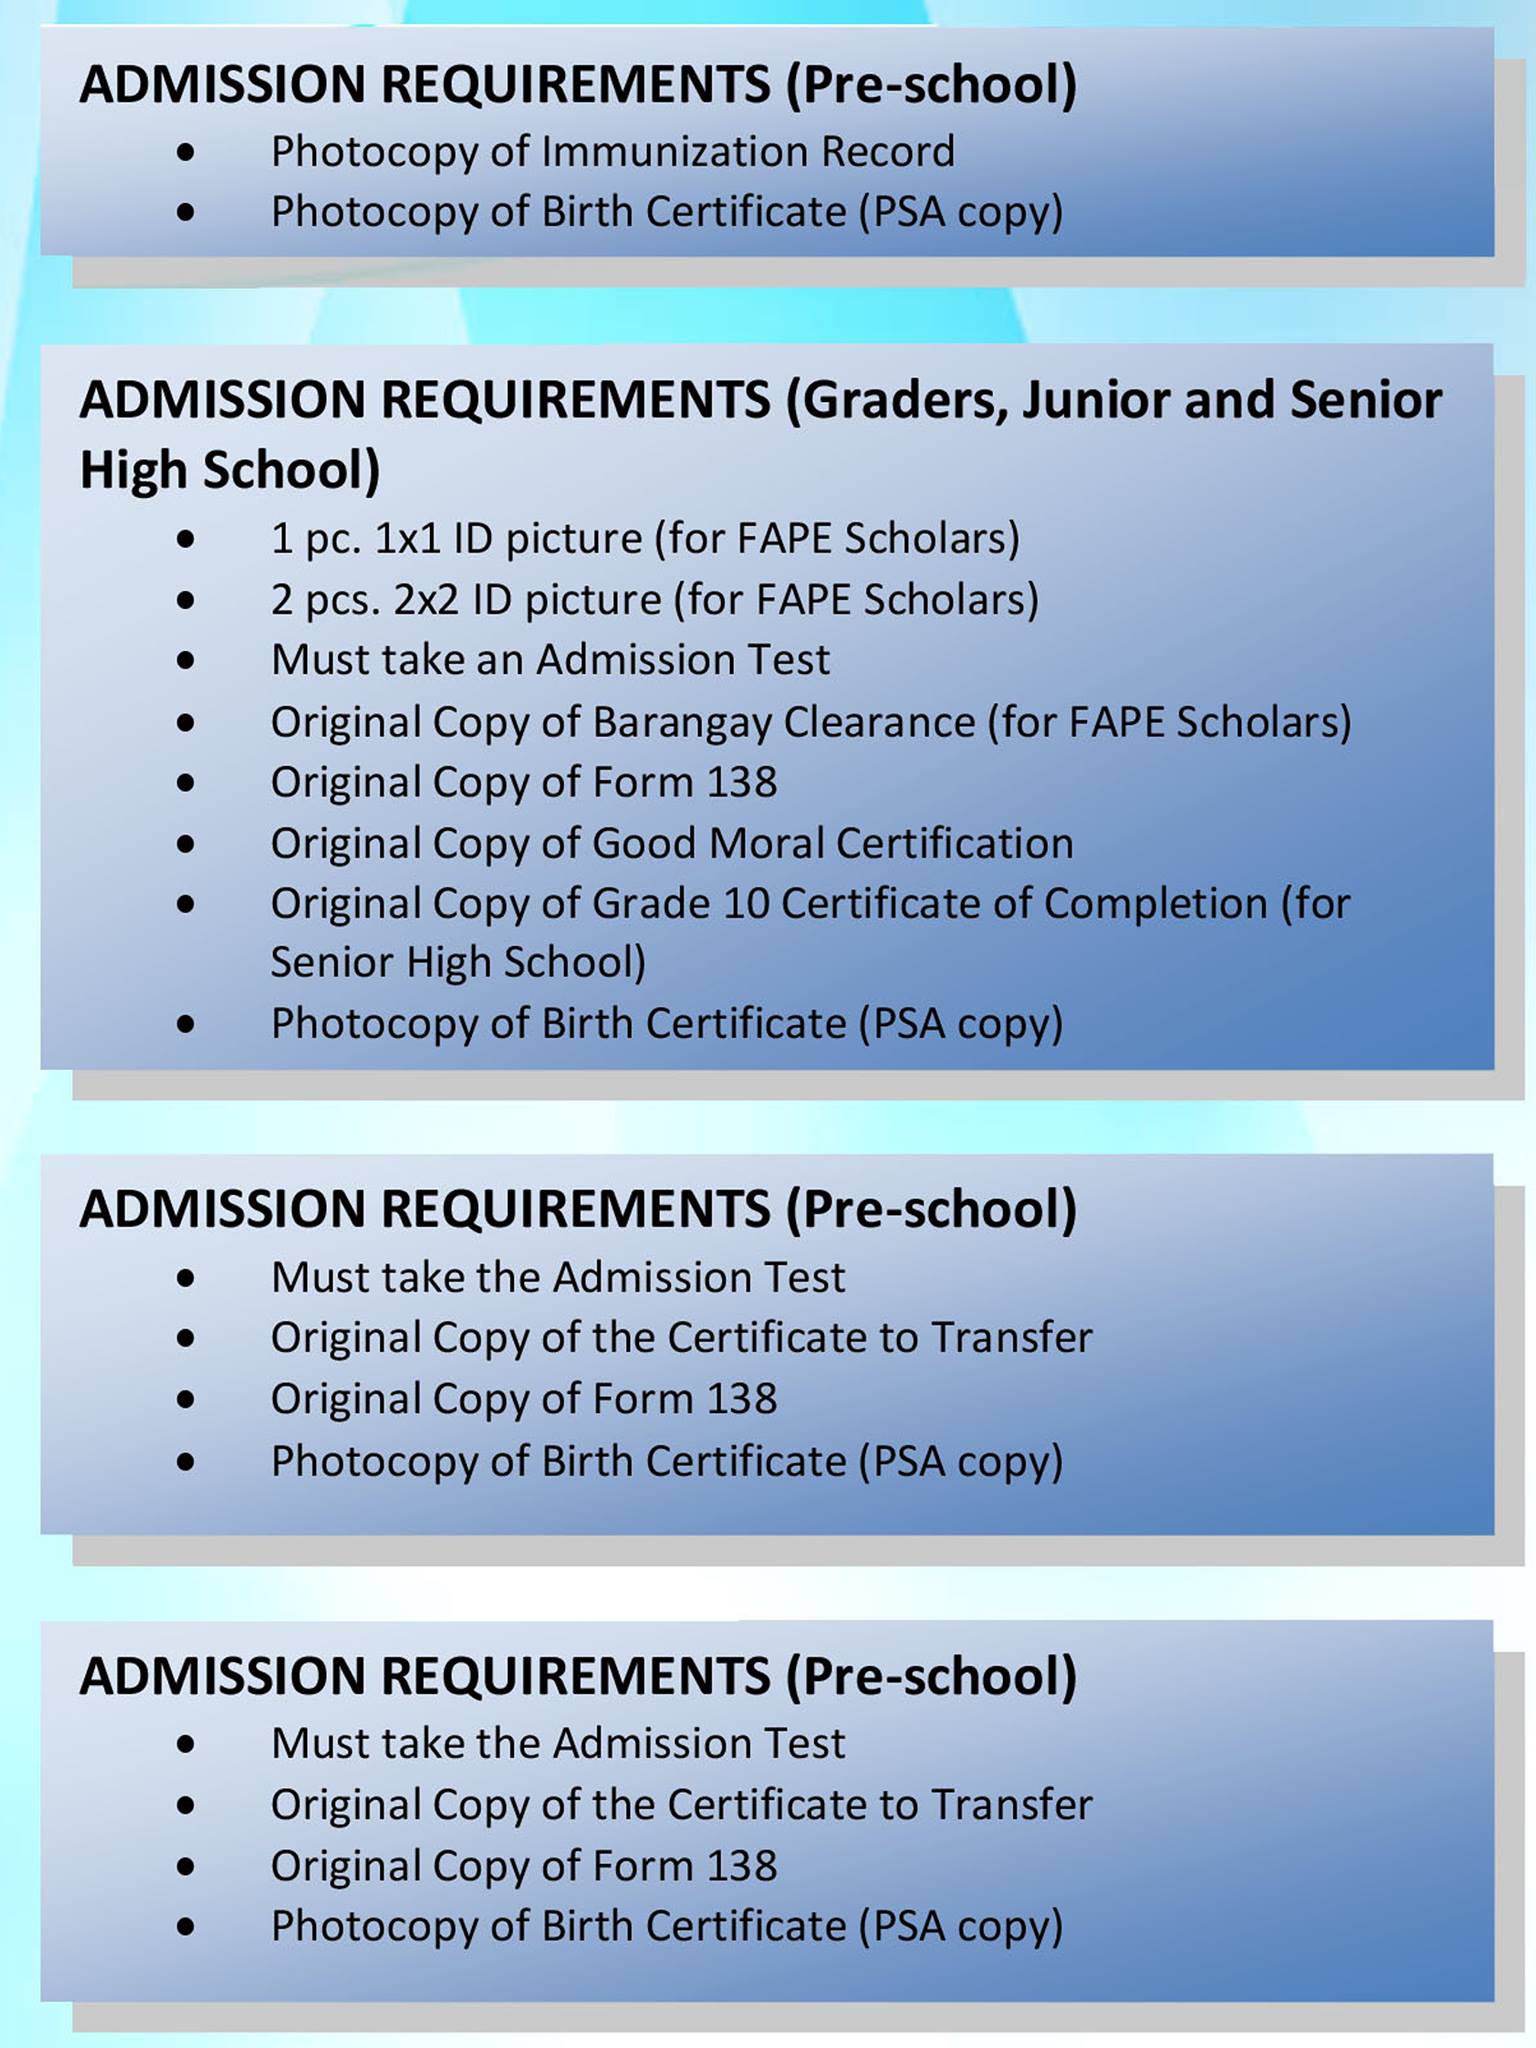 ADMISSION REQUIREMENTS (Pre-school)
• Photocopy of Immunization Record
• Photocopy of Birth Certificate (PSA copy)
ADMISSION REQUIREMENTS (Graders, Junior and Senior
High School)
• 1 pc. 1x1 ID picture (for FAPE Scholars)
• 2 pcs. 2x2 ID picture (for FAPE Scholars)
• Must take an Admission Test
• Original Copy of Barangay Clearance (for FAPE Scholars)
• Original Copy of Form 138
• Original Copy of Good Moral Certification
• Original Copy of Grade 10 Certificate of Completion (for
Senior High School)
• Photocopy of Birth Certificate (PSA copy)
ADMISSION REQUIREMENTS (Pre-school)
• Must take the Admission Test
• Original Copy of the Certificate to Transfer
• Original Copy of Form 138
• Photocopy of Birth Certificate (PSA copy)
ADMISSION REQUIREMENTS (Pre-school)
• Must take the Admission Test
• Original Copy of the Certificate to Transfer
• Original Copy of Form 138
• Photocopy of Birth Certificate (PSA copy)